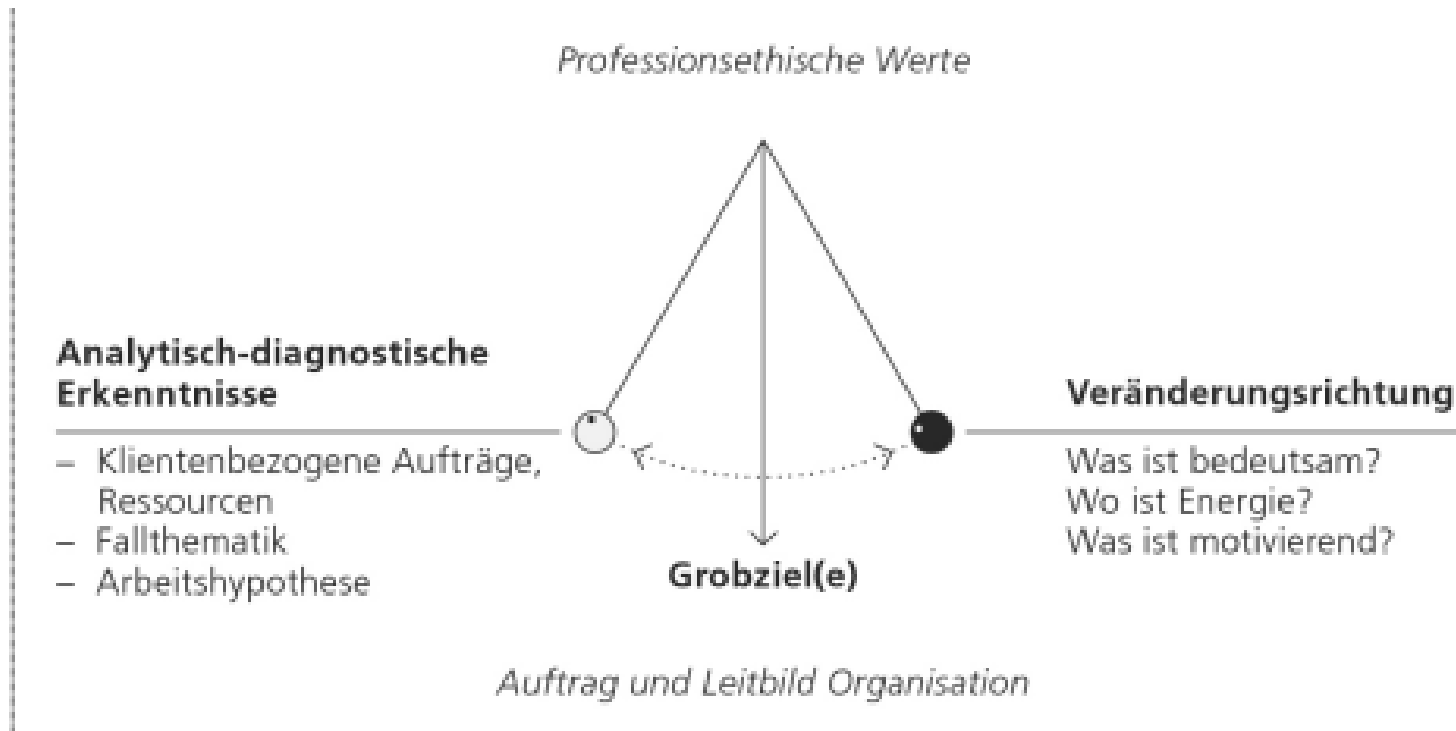 Professionsethische Werte
Analytisch-diagnostische
Erkenntnisse
– Klientenbezogene Aufträge,
Ressourcen
– Fallthematik
– Arbeitshypothese
Veränderungsrichtung
Was ist bedeutsam?
Wo ist Energie?
Was ist motivierend?
Grobziel(e)
Auftrag und Leitbild Organisation